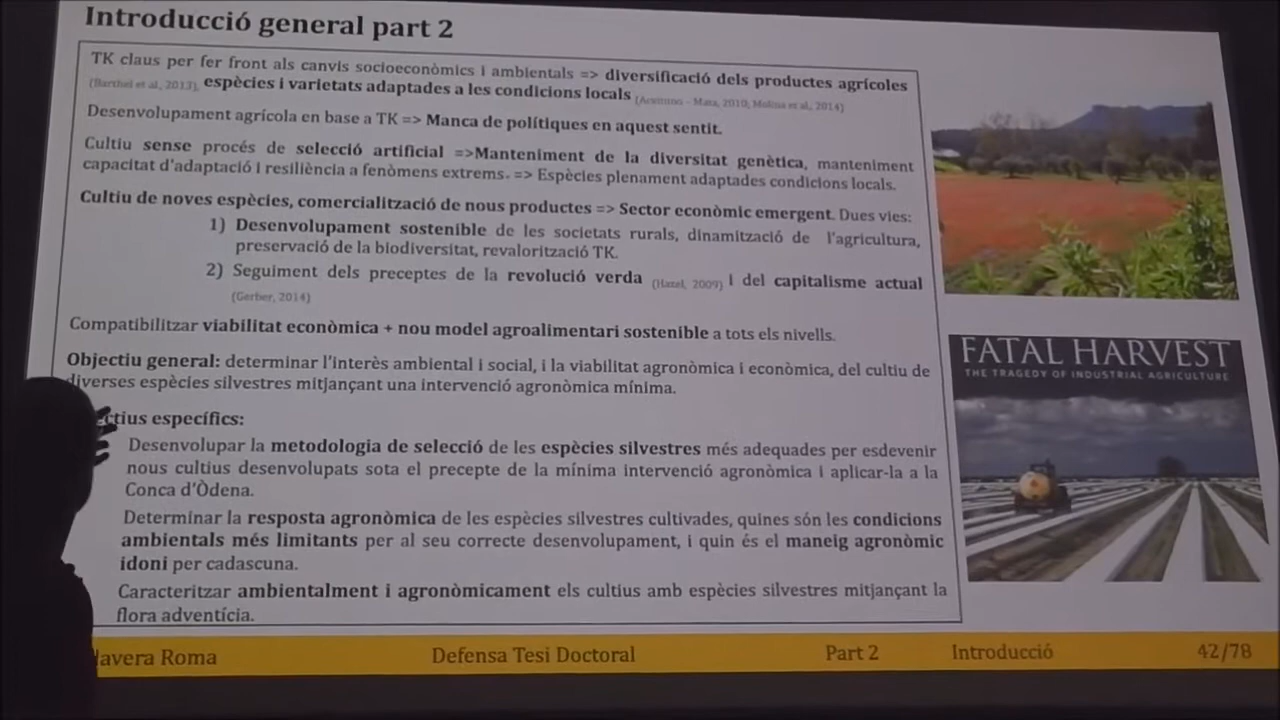 Introducció general part 2
TK claus per fer front als canvis socioeconòmics i ambientals => diversificació dels productes agrícoles
(Barthel et al., 2013), espècies i varietats adaptades a les condicions locals Mata, 2010; Molina et al., 2014)
Desenvolupament agrícola en base a TK => Manca de polítiques en aquest sentit.
Cultiu sense procés de selecció artificial =>Manteniment de la diversitat genètica, manteniment
capacitat d'adaptació i resiliència a fenòmens extrems. => Espècies plenament adaptades condicions locals.
Cultiu de noves espècies, comercialització de nous productes => Sector econòmic emergent. Dues vies:
1) Desenvolupament sostenible de les societats rurals, dinamització de l'agricultura,
preservació de la biodiversitat, revalorització TK.
2) Seguiment dels preceptes de la revolució verda (Hazel, 2009) i del capitalisme actual
(Gerber, 2014)
Compatibilitzar viabilitat econòmica + nou model agroalimentari sostenible a tots els nivells.
Objectiu general: determinar l'interès ambiental i social, i la viabilitat agronòmica i econòmica, del cultiu de
diverses espècies silvestres mitjançant una intervenció agronòmica mínima.
ctius específics:
Desenvolupar la metodologia de selecció de les espècies silvestres més adequades per esdevenir
nous cultius desenvolupats sota el precepte de la mínima intervenció agronòmica i aplicar-la a la
Conca d'Òdena.
Determinar la resposta agronòmica de les espècies silvestres cultivades, quines són les condicions
ambientals més limitants per al seu correcte desenvolupament, i quin és el maneig agronòmic
idoni per cadascuna.
Caracteritzar ambientalment i agronòmicament els cultius amb espècies silvestres mitjançant la
flora adventícia.
FATAL HARVEST
THE TRAGEDY OF INDUSTRIAL AGRICULTURE
lavera Roma Defensa Tesi Doctoral Part 2 Introducció 42/78